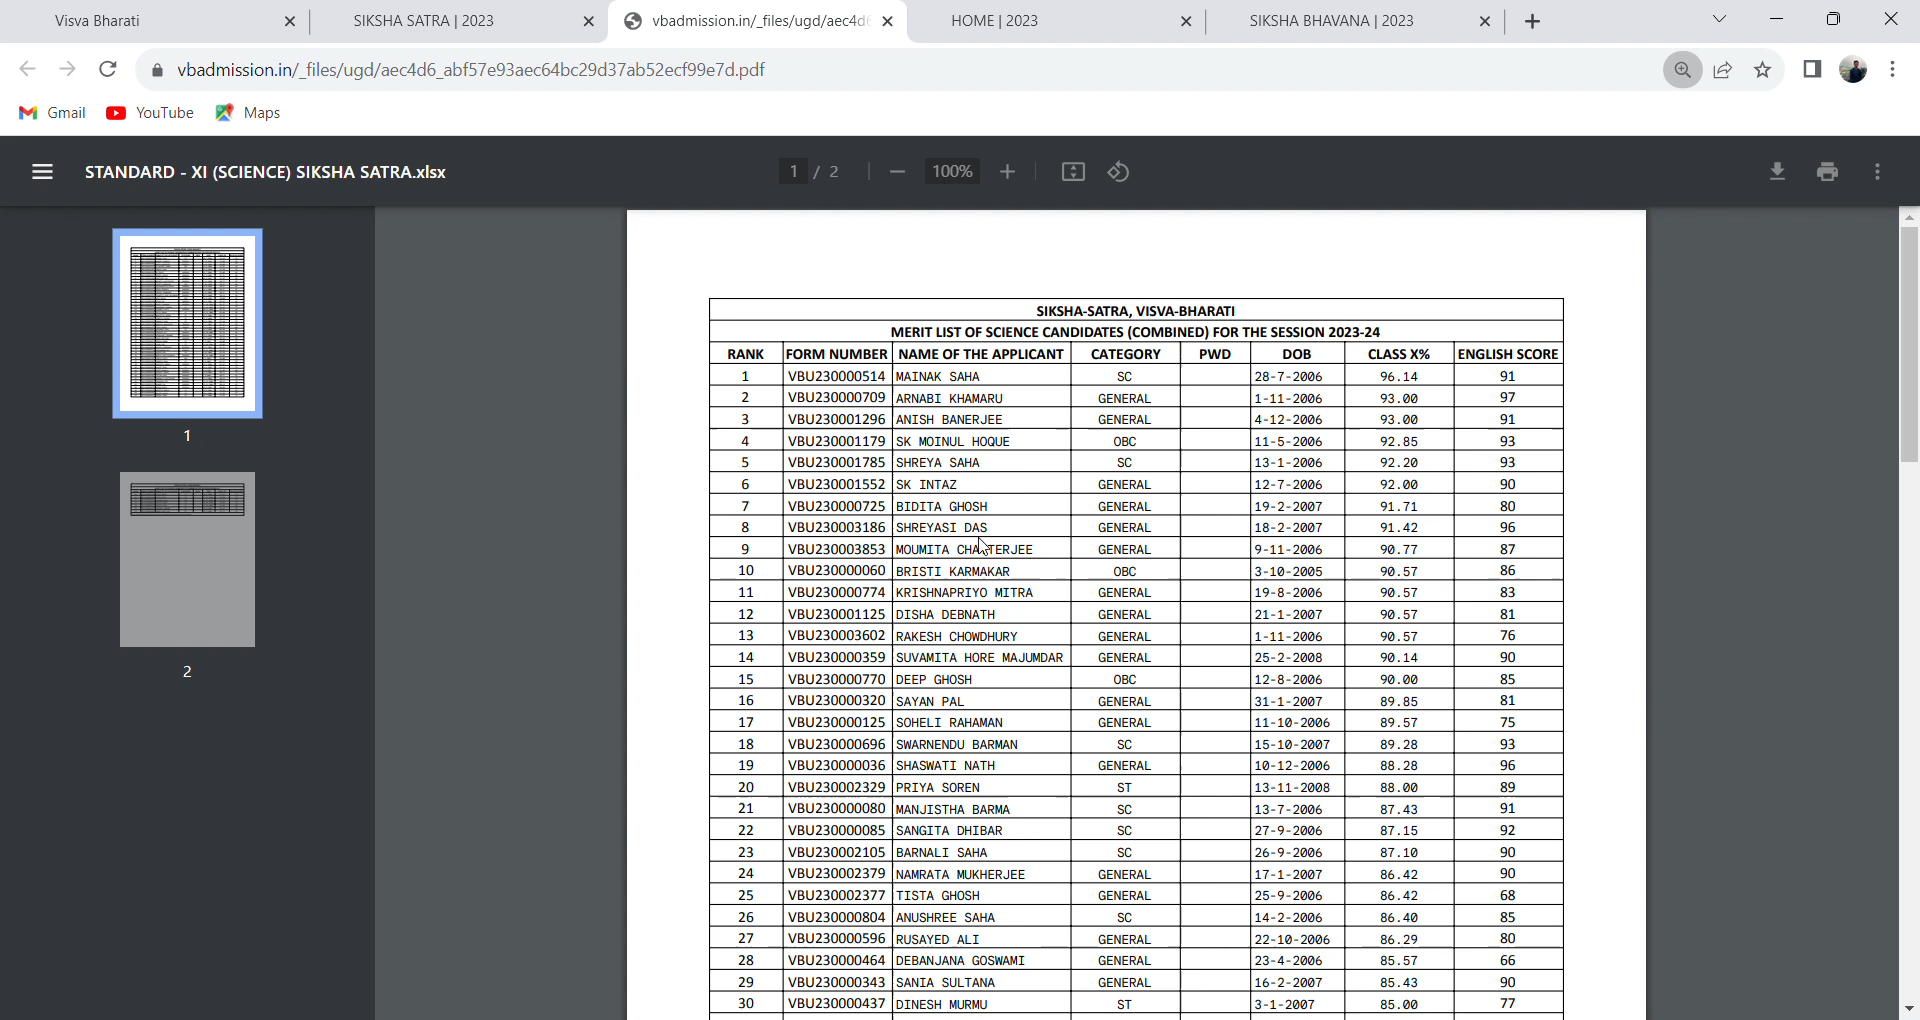 Visva Bharati
SIKSHA SATRA | 2023
vbadmission.in/_files/ugd/aec4d6
HOME | 2023
SIKSHA BHAVANA | 2023
vbadmission.in/_files/ugd/aec4d6_abf57e93aec64bc29d37ab52ecf99e7d.pdf
Gmail YouTube Maps
STANDARD - XI (SCIENCE) SIKSHA SATRA.xlsx
1 / 2
100%
1
2
SIKSHA-SATRA, VISVA-BHARATI
MERIT LIST OF SCIENCE CANDIDATES (COMBINED) FOR THE SESSION 2023-24
RANK FORM NUMBER NAME OF THE APPLICANT CATEGORY PWD DOB CLASS X% ENGLISH SCORE
1 VBU230000514 MAINAK SAHA SC 28-7-2006 96.14 91
2 VBU230000709 ARNABI KHAMARU GENERAL 1-11-2006 93.00 97
3 VBU230001296 ANISH BANERJEE GENERAL 4-12-2006 93.00 91
4 VBU230001179 SK MOINUL HOQUE OBC 11-5-2006 92.85 93
5 VBU230001785 SHREYA SAHA SC 13-1-2006 92.20 93
6 VBU230001552 SK INTAZ GENERAL 12-7-2006 92.00 90
7 VBU230000725 BIDITA GHOSH GENERAL 19-2-2007 91.71 80
8 VBU230003186 SHREYASI DAS GENERAL 18-2-2007 91.42 96
9 VBU230003853 MOUMITA CHATTERJEE GENERAL 9-11-2006 90.77 87
10 VBU230000060 BRISTI KARMAKAR OBC 3-10-2005 90.57 86
11 VBU230000774 KRISHNAPRIYO MITRA GENERAL 19-8-2006 90.57 83
12 VBU230001125 DISHA DEBNATH GENERAL 21-1-2007 90.57 81
13 VBU230003602 RAKESH CHOWDHURY GENERAL 1-11-2006 90.57 76
14 VBU230000359 SUVAMITA HORE MAJUMDAR GENERAL 25-2-2008 90.14 90
15 VBU230000770 DEEP GHOSH OBC 12-8-2006 90.00 85
16 VBU230000320 SAYAN PAL GENERAL 31-1-2007 89.85 81
17 VBU230000125 SOHELI RAHAMAN GENERAL 11-10-2006 89.57 75
18 VBU230000696 SWARNENDU BARMAN SC 15-10-2007 89.28 93
19 VBU230000036 SHASWATI NATH GENERAL 10-12-2006 88.28 96
20 VBU230002329 PRIYA SOREN ST 13-11-2008 88.00 89
21 VBU230000080 MANJISTHA BARMA SC 13-7-2006 87.43 91
22 VBU230000085 SANGITA DHIBAR SC 27-9-2006 87.15 92
23 VBU230002105 BARNALI SAHA SC 26-9-2006 87.10 90
24 VBU230002379 NAMRATA MUKHERJEE GENERAL 17-1-2007 86.42 90
25 VBU230002377 TISTA GHOSH GENERAL 25-9-2006 86.42 68
26 VBU230000804 ANUSHREE SAHA SC 14-2-2006 86.40 85
27 VBU230000596 RUSAYED ALI GENERAL 22-10-2006 86.29 80
28 VBU230000464 DEBANJANA GOSWAMI GENERAL 23-4-2006 85.57 66
29 VBU230000343 SANIA SULTANA GENERAL 16-2-2007 85.43 90
30 VBU230000437 DINESH MURMU ST 3-1-2007 85.00 77